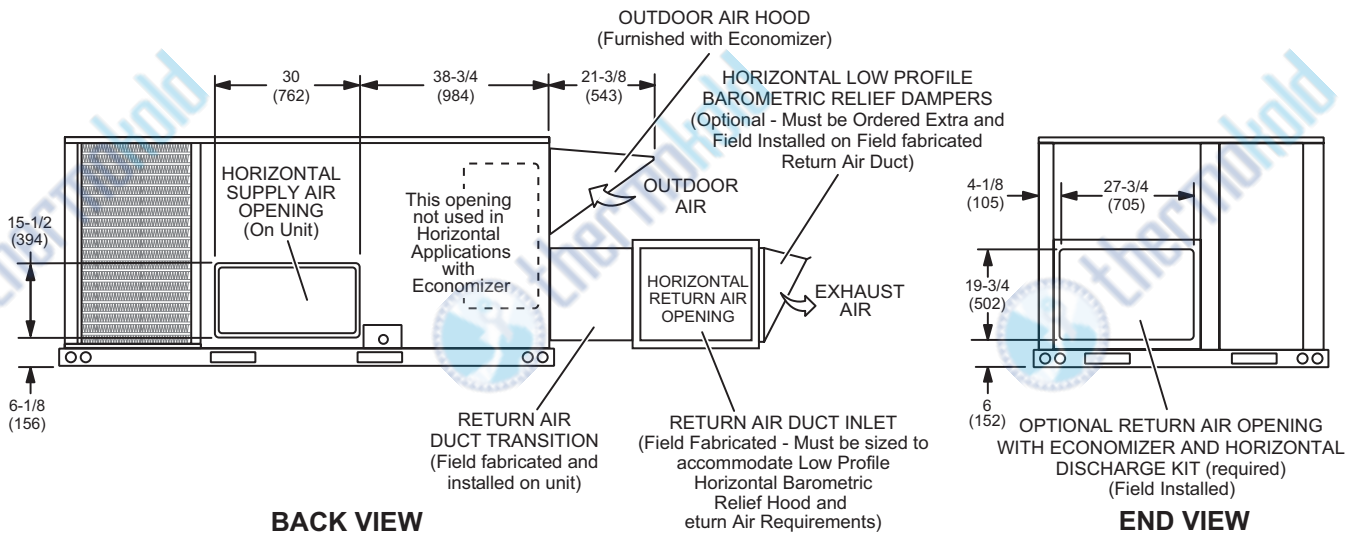 OUTDOOR AIR HOOD
(Furnished with Economizer)
30
(762)
38-3/4
(984)
21-3/8
(543)
HORIZONTAL LOW PROFILE
BAROMETRIC RELIEF DAMPERS
(Optional - Must be Ordered Extra and
Field Installed on Field fabricated
Return Air Duct)
HORIZONTAL
SUPPLY AIR
OPENING
(On Unit)
This opening
not used in
Horizontal
Applications
with
Economizer
OUTDOOR
AIR
15-1/2
(394)
HORIZONTAL
RETURN AIR
OPENING
EXHAUST
AIR
6-1/8
(156)
RETURN AIR
DUCT TRANSITION
(Field fabricated and
installed on unit)
RETURN AIR DUCT INLET
(Field Fabricated - Must be sized to
accommodate Low Profile
Horizontal Barometric
Relief Hood and
eturn Air Requirements)
BACK VIEW
4-1/8
(105)
27-3/4
(705)
19-3/4
(502)
6
(152)
OPTIONAL RETURN AIR OPENING
WITH ECONOMIZER AND HORIZONTAL
DISCHARGE KIT (required)
(Field Installed)
END VIEW
thermokold
thermokold